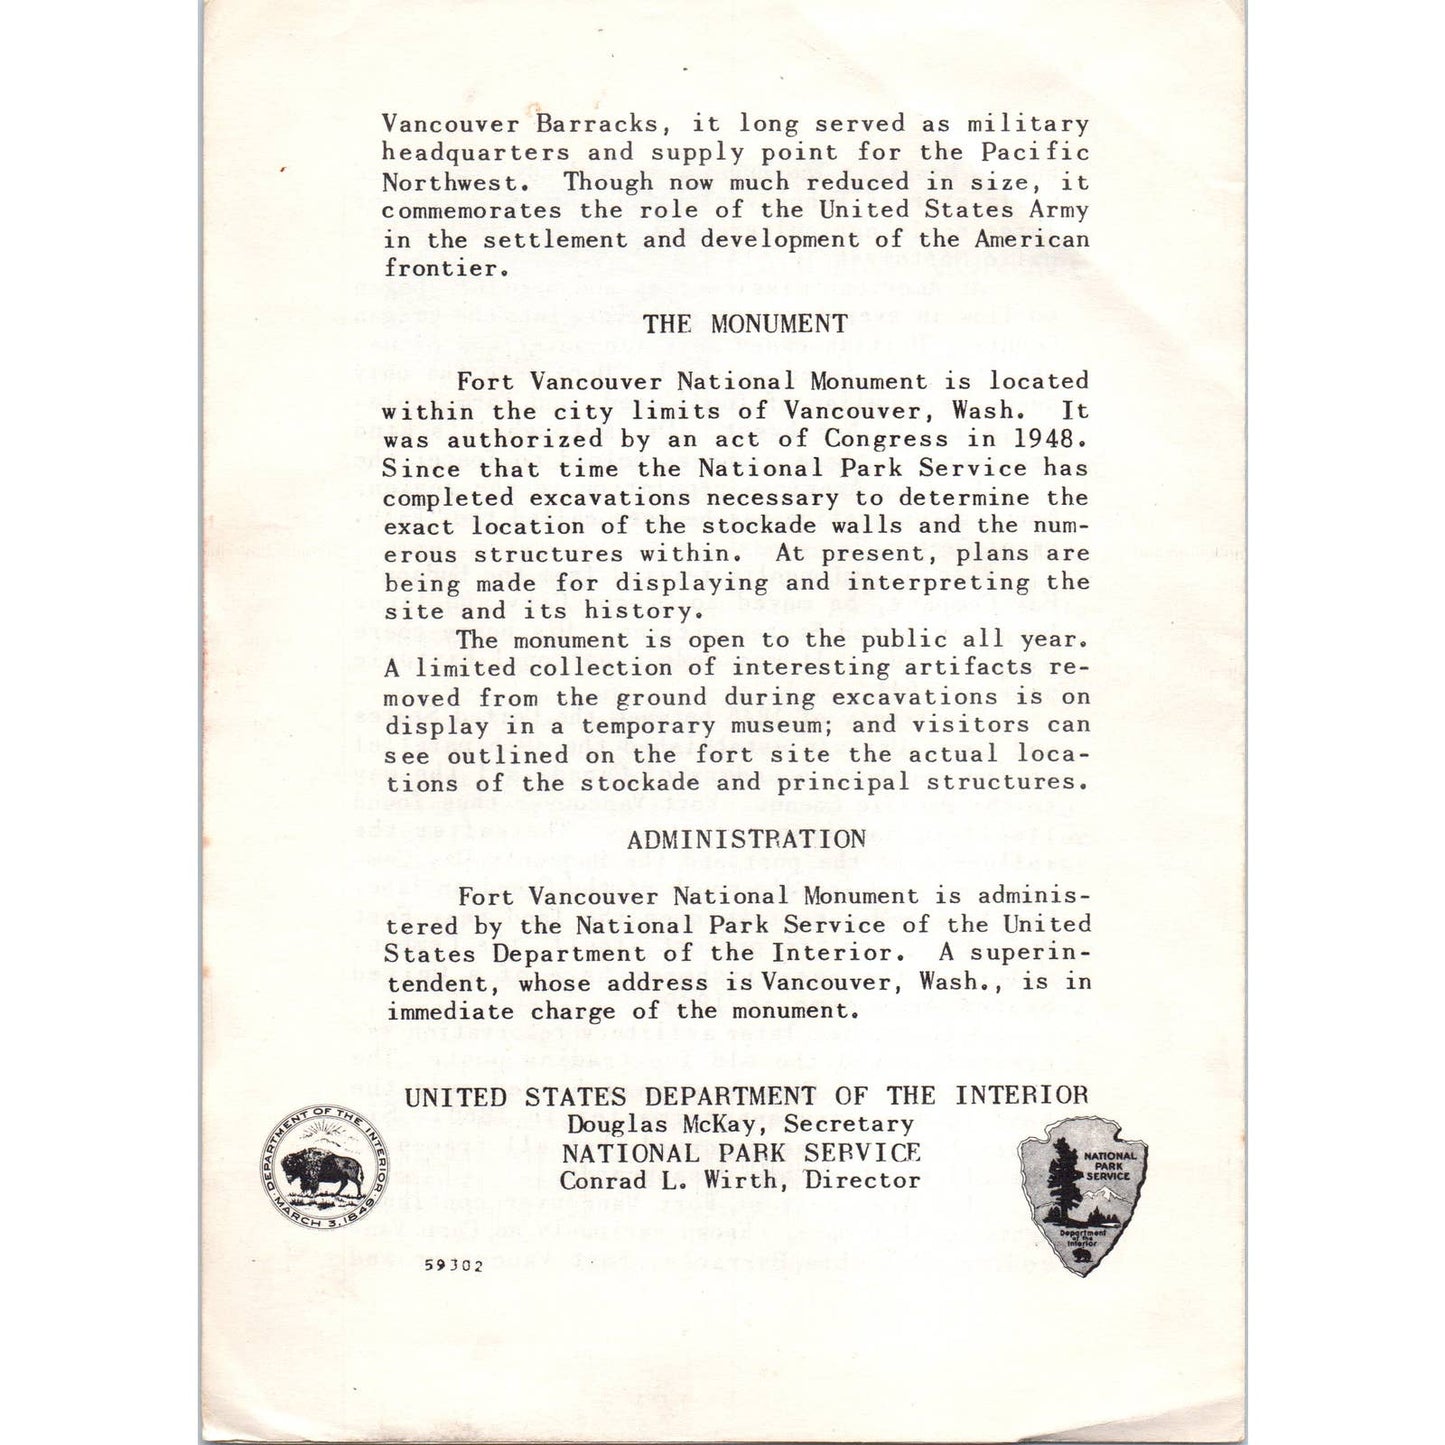 Vancouver Barracks, it long served as military
headquarters and supply point for the Pacific
Northwest. Though now much reduced in size, it
commemorates the role of the United States Army
in the settlement and development of the American
frontier.
THE MONUMENT
Fort Vancouver National Monument is located
within the city limits of Vancouver, Wash. It
was authorized by an act of Congress in 1948.
Since that time the National Park Service has
completed excavations necessary to determine the
exact location of the stockade walls and the num-
erous structures within. At present, plans are
being made for displaying and interpreting the
site and its history.
The monument is open to the public all year.
A limited collection of interesting artifacts re-
moved from the ground during excavations is on
display in a temporary museum; and visitors can
see outlined on the fort site the actual loca-
tions of the stockade and principal structures.
ADMINISTRATION
Fort Vancouver National Monument is adminis-
tered by the National Park Service of the United
States Department of the Interior. A superin-
tendent, whose address is Vancouver, Wash., is in
immediate charge of the monument.
UNITED STATES DEPARTMENT OF THE INTERIOR
Douglas McKay, Secretary
NATIONAL PARK SERVICE
Conrad L. Wirth, Director
DEPARTMENT OF THE INTERIOR
MARCH 3, 1849
NATIONAL
PARK
SERVICE
Department
of the
Interior
59302